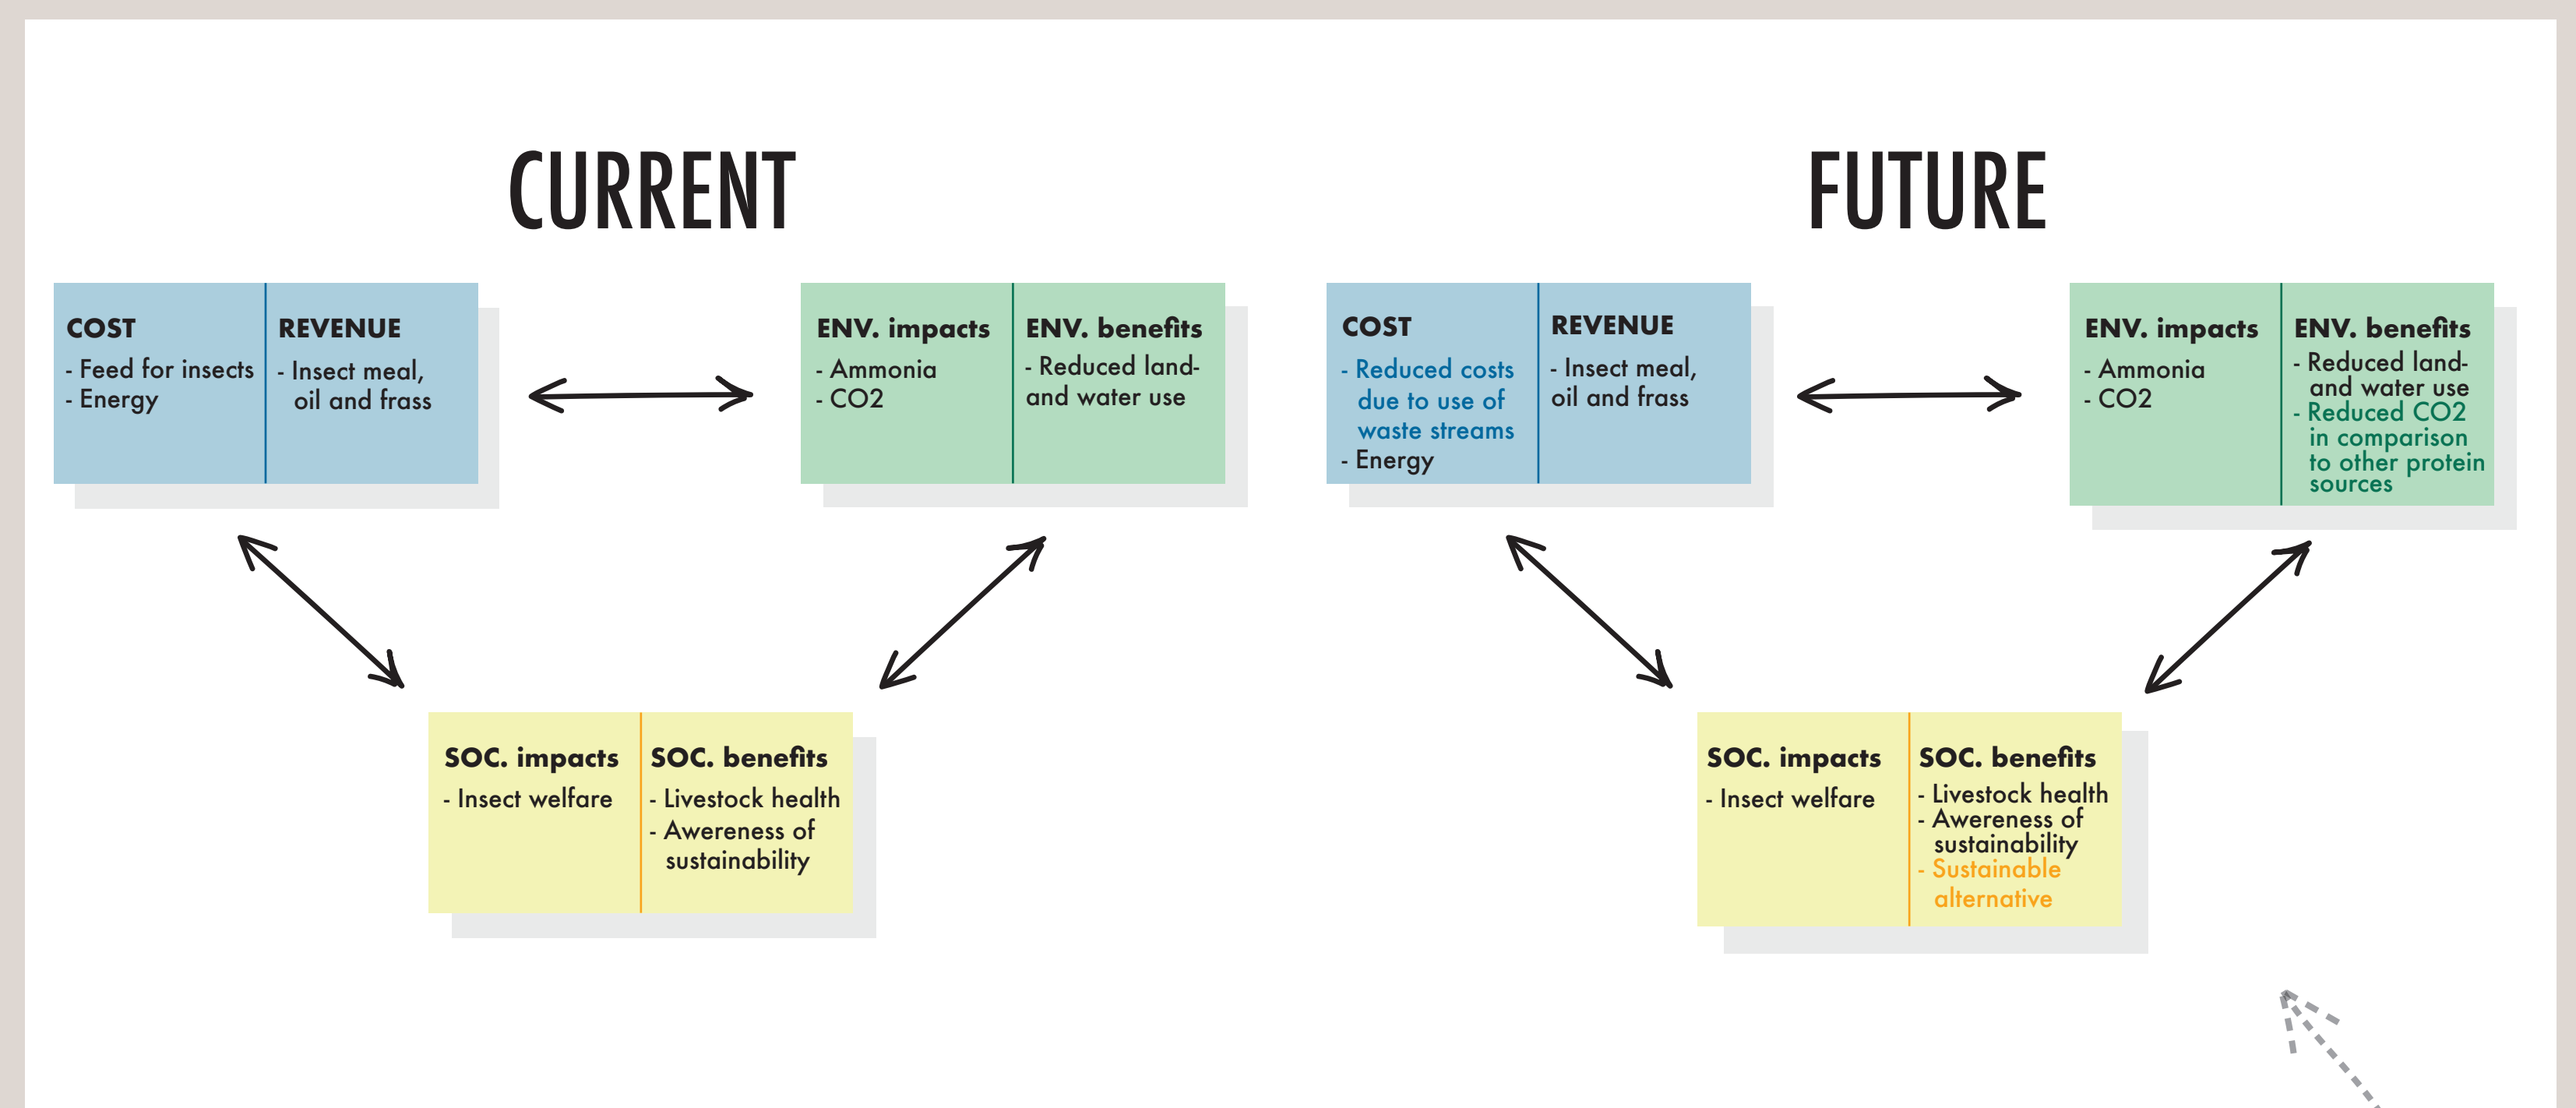 CURRENT
COST
- Feed for insects
- Energy
REVENUE
- Insect meal,
oil and frass
ENV. impacts
- Ammonia
- CO2
ENV. benefits
- Reduced land-
and water use
SOC. impacts
- Insect welfare
SOC. benefits
- Livestock health
- Awereness of
sustainability
FUTURE
COST
- Reduced costs
due to use of
waste streams
- Energy
REVENUE
- Insect meal,
oil and frass
ENV. impacts
- Ammonia
- CO2
ENV. benefits
- Reduced land-
and water use
- Reduced CO2
in comparison
to other protein
sources
SOC. impacts
- Insect welfare
SOC. benefits
- Livestock health
- Awereness of
sustainability
- Sustainable
alternative